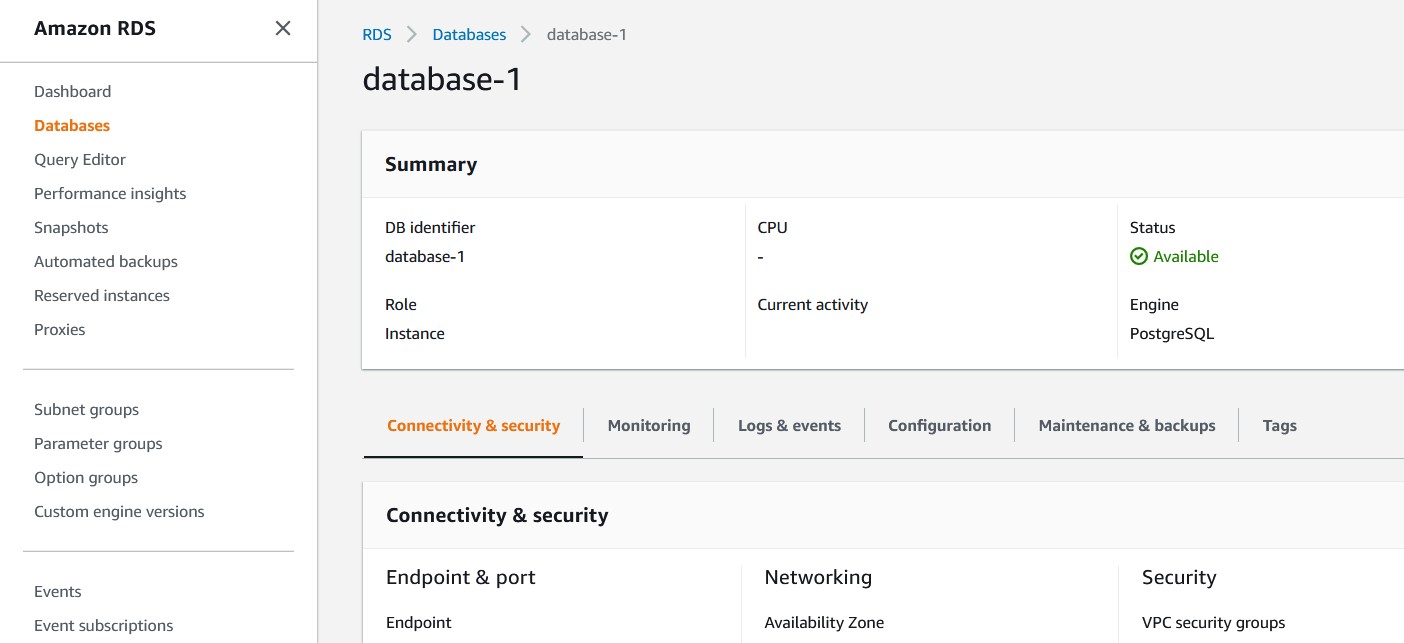 Amazon RDS
Dashboard
Databases
Query Editor
Performance insights
Snapshots
Automated backups
Reserved instances
Proxies
Subnet groups
Parameter groups
Option groups
Custom engine versions
Events
Event subscriptions
RDS > Databases > database-1
database-1
Summary
DB identifier
database-1
Role
Instance
CPU
-
Current activity
Status
Available
Engine
PostgreSQL
Connectivity & security
Monitoring
Logs & events
Configuration
Maintenance & backups
Tags
Connectivity & security
Endpoint & port
Endpoint
Networking
Availability Zone
Security
VPC security groups